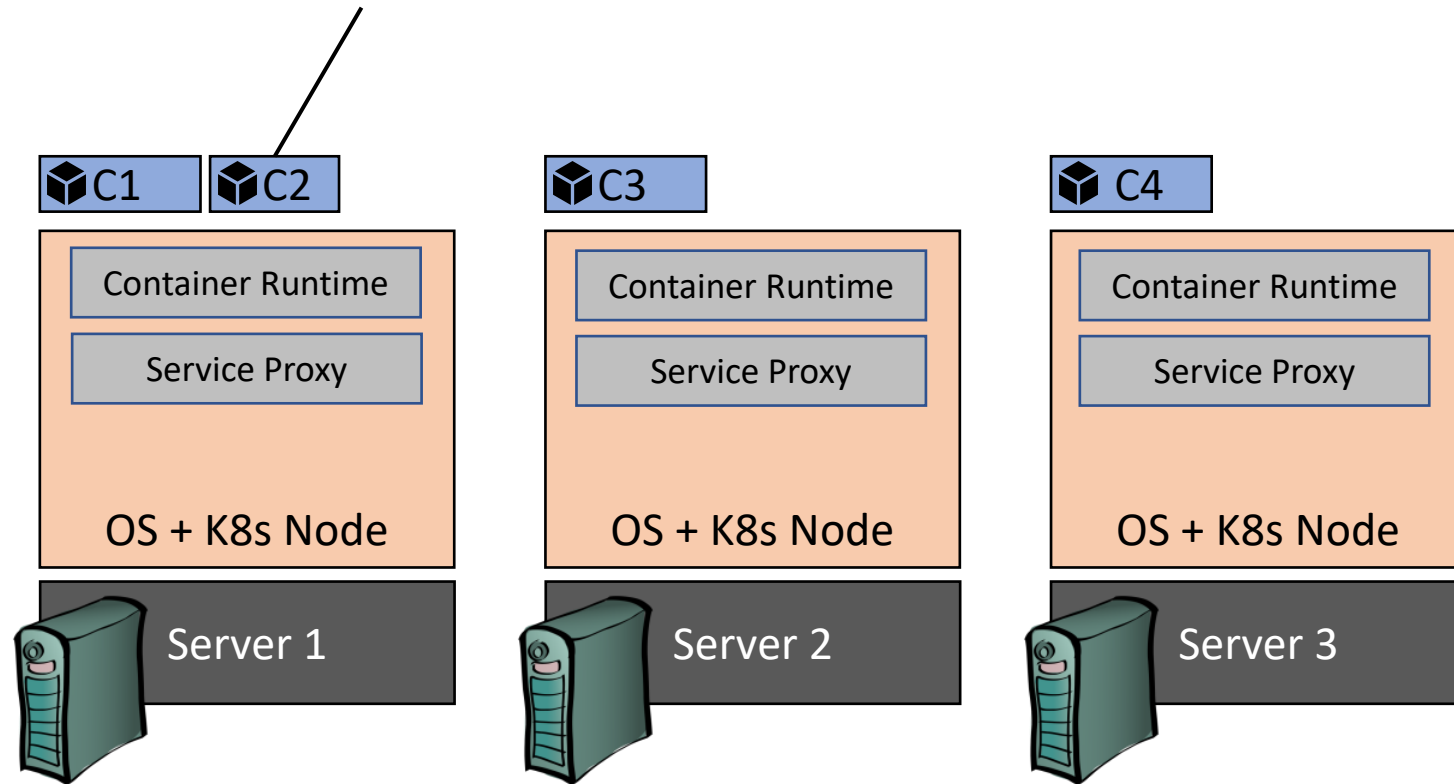 C1
C2
C3
C4
Container Runtime
Container Runtime
Container Runtime
Service Proxy
Service Proxy
Service Proxy
OS + K8s Node
OS + K8s Node
OS + K8s Node
Server 1
Server 2
Server 3